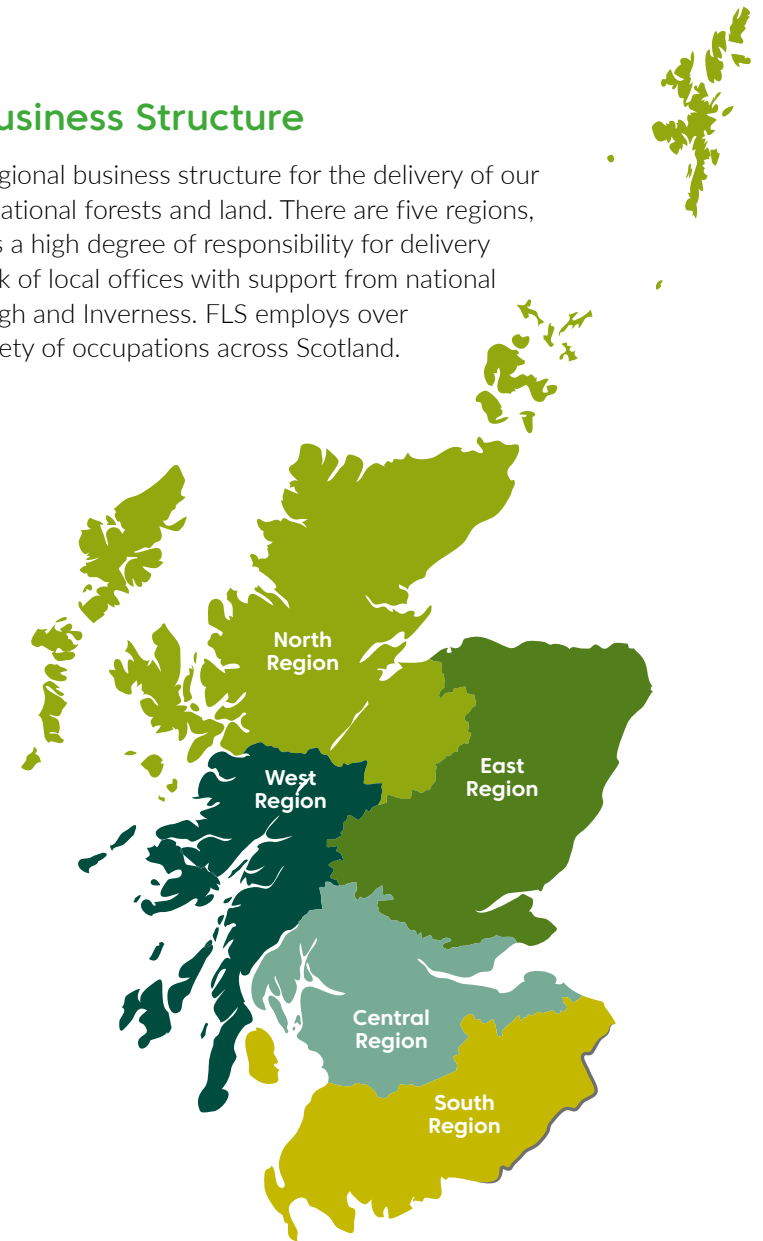 usiness Structure
gional business structure for the delivery of our
ational forests and land. There are five regions,
s a high degree of responsibility for delivery
k of local offices with support from national
gh and Inverness. FLS employs over
ety of occupations across Scotland.
North
Region
West
Region
East
Region
Central
Region
South
Region